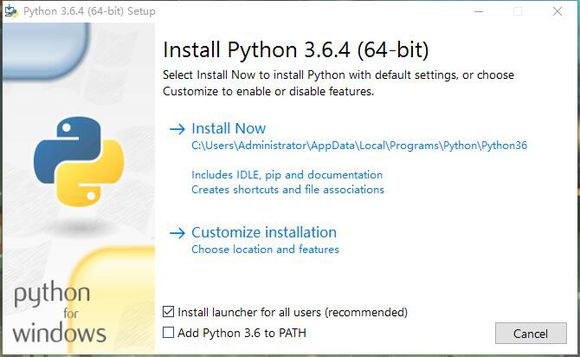 Python 3.6.4 (64-bit) Setup
Install Python 3.6.4 (64-bit)
Select Install Now to install Python with default settings, or choose
Customize to enable or disable features.
Install Now
C:\Users\Administrator\AppData\Local\Programs\Python\Python36
Includes IDLE, pip and documentation
Creates shortcuts and file associations
Customize installation
Choose location and features
python
for
windows
Install launcher for all users (recommended)
Add Python 3.6 to PATH
Cancel